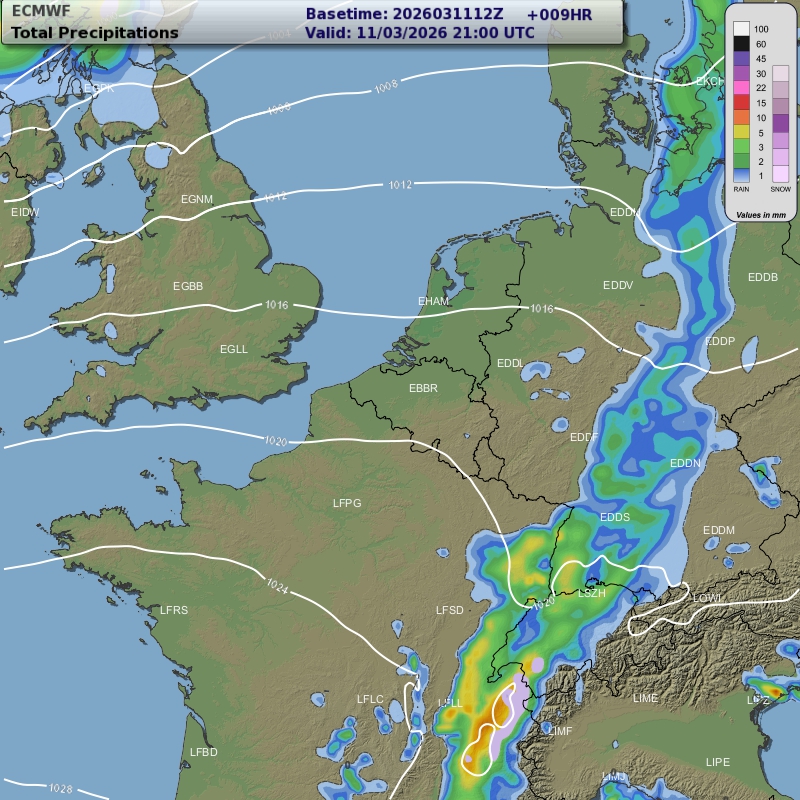 ECMWF
Basetime: 2026031112Z +009HR
Total Precipitations
Valid: 11/03/2026 21:00 UTC
1004
100
60
45
30
22
15
10
5
3
2
1
RAIN
SNOW
Values in mm
EGPK
EKCH
1008
1008
EGNM
1012
1012
EIDW
EDDH
EGBB
EDDV
EDDB
EHAM
1016
1016
EGLL
EDDP
EDDL
EBBR
1020
EDDF
EDDN
LFPG
EDDS
EDDM
1024
LSZH
LOWI
1020
LFRS
LFSD
LFLC
LFLL
LIME
LIPZ
LIMF
LFBD
LIPE
LIMJ
1028